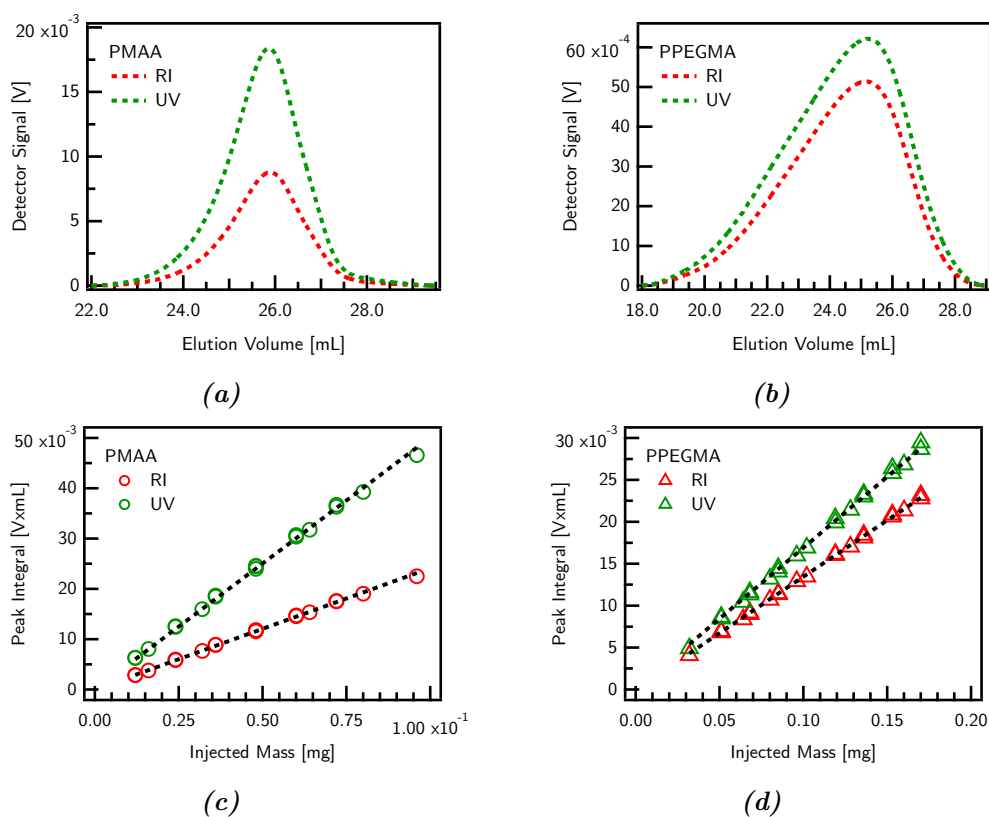 20 x10⁻³
15
10
5
0
Detector Signal [V]
PMAA
RI
UV
22.0 24.0 26.0 28.0
Elution Volume [mL]
(a)
60 x10⁻⁴
50
40
30
20
10
0
Detector Signal [V]
PPEGMA
RI
UV
18.0 20.0 22.0 24.0 26.0 28.0
Elution Volume [mL]
(b)
50 x10⁻³
40
30
20
10
0
Peak Integral [V×mL]
PMAA
RI
UV
0.00 0.25 0.50 0.75 1.00 x10⁻¹
Injected Mass [mg]
(c)
30 x10⁻³
25
20
15
10
5
0
Peak Integral [V×mL]
PPEGMA
RI
UV
0.00 0.05 0.10 0.15 0.20
Injected Mass [mg]
(d)